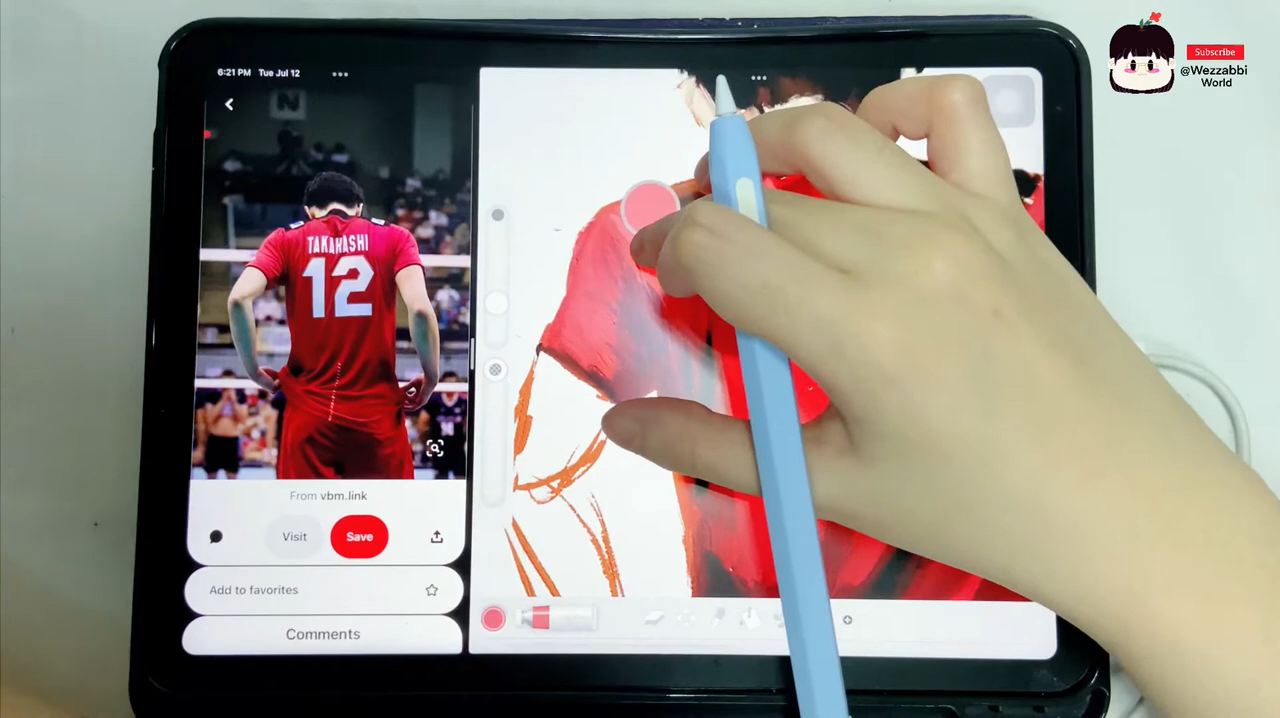 6:21 PM Tue Jul 12
N
TAKAHASHI
12
From vbm.link
Visit
Save
Add to favorites
Comments
Subscribe
@Wezzabbi
World